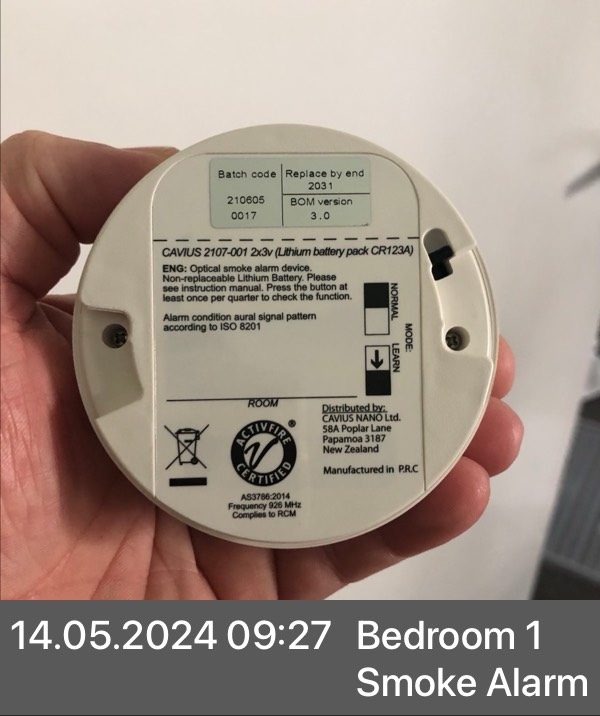 Batch code
210605
0017
Replace by end
2031
BOM version
3.0
CAVIUS 2107-001 2x3v (Lithium battery pack CR123A)
ENG: Optical smoke alarm device.
Non-replaceable Lithium Battery. Please
see instruction manual. Press the button at
least once per quarter to check the function.
Alarm condition aural signal pattern
according to ISO 8201
NORMAL
MODE:
LEARN
ROOM
ACTIVFIRE ®
CERTIFIED
AS3786:2014
Frequency 926 MHz
Complies to RCM
Distributed by:
CAVIUS NANO Ltd.
58A Poplar Lane
Papamoa 3187
New Zealand
Manufactured in P.R.C
14.05.2024 09:27 Bedroom 1
Smoke Alarm